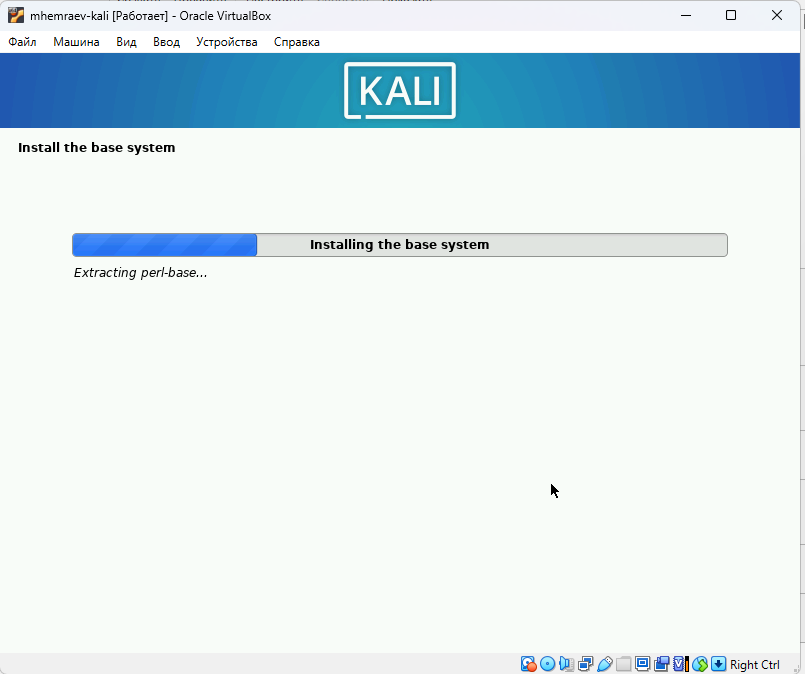 mhemraev-kali [Работает] - Oracle VirtualBox
Файл Машина Вид Ввод Устройства Справка
KALI
Install the base system
Installing the base system
Extracting perl-base...
Right Ctrl